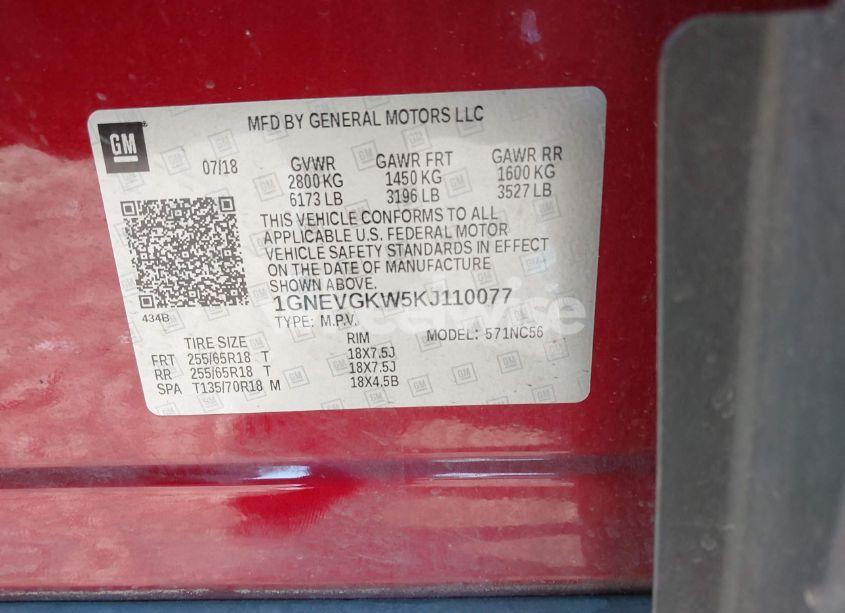 MFD BY GENERAL MOTORS LLC
GM
07/18
GVWR GAWR FRT GAWR RR
2800 KG 1450 KG 1600 KG
6173 LB 3196 LB 3527 LB
THIS VEHICLE CONFORMS TO ALL
APPLICABLE U.S. FEDERAL MOTOR
VEHICLE SAFETY STANDARDS IN EFFECT
ON THE DATE OF MANUFACTURE
SHOWN ABOVE.
434B
1GNEVGKW5KJ110077
TYPE: M.P.V. MODEL: 571NC56
TIRE SIZE RIM
FRT 255/65R18 T 18X7.5J
RR 255/65R18 T 18X7.5J
SPA T135/70R18 M 18X4.5B